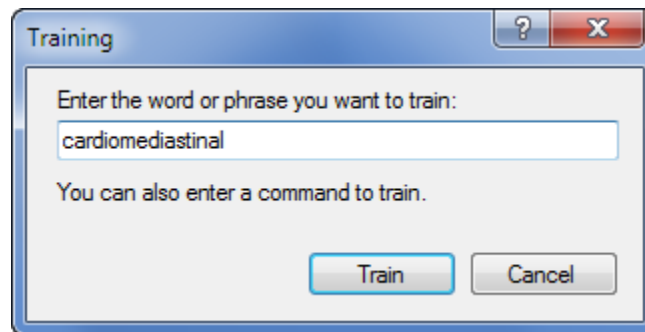 Training
Enter the word or phrase you want to train:
cardiomediastinal
You can also enter a command to train.
Train Cancel